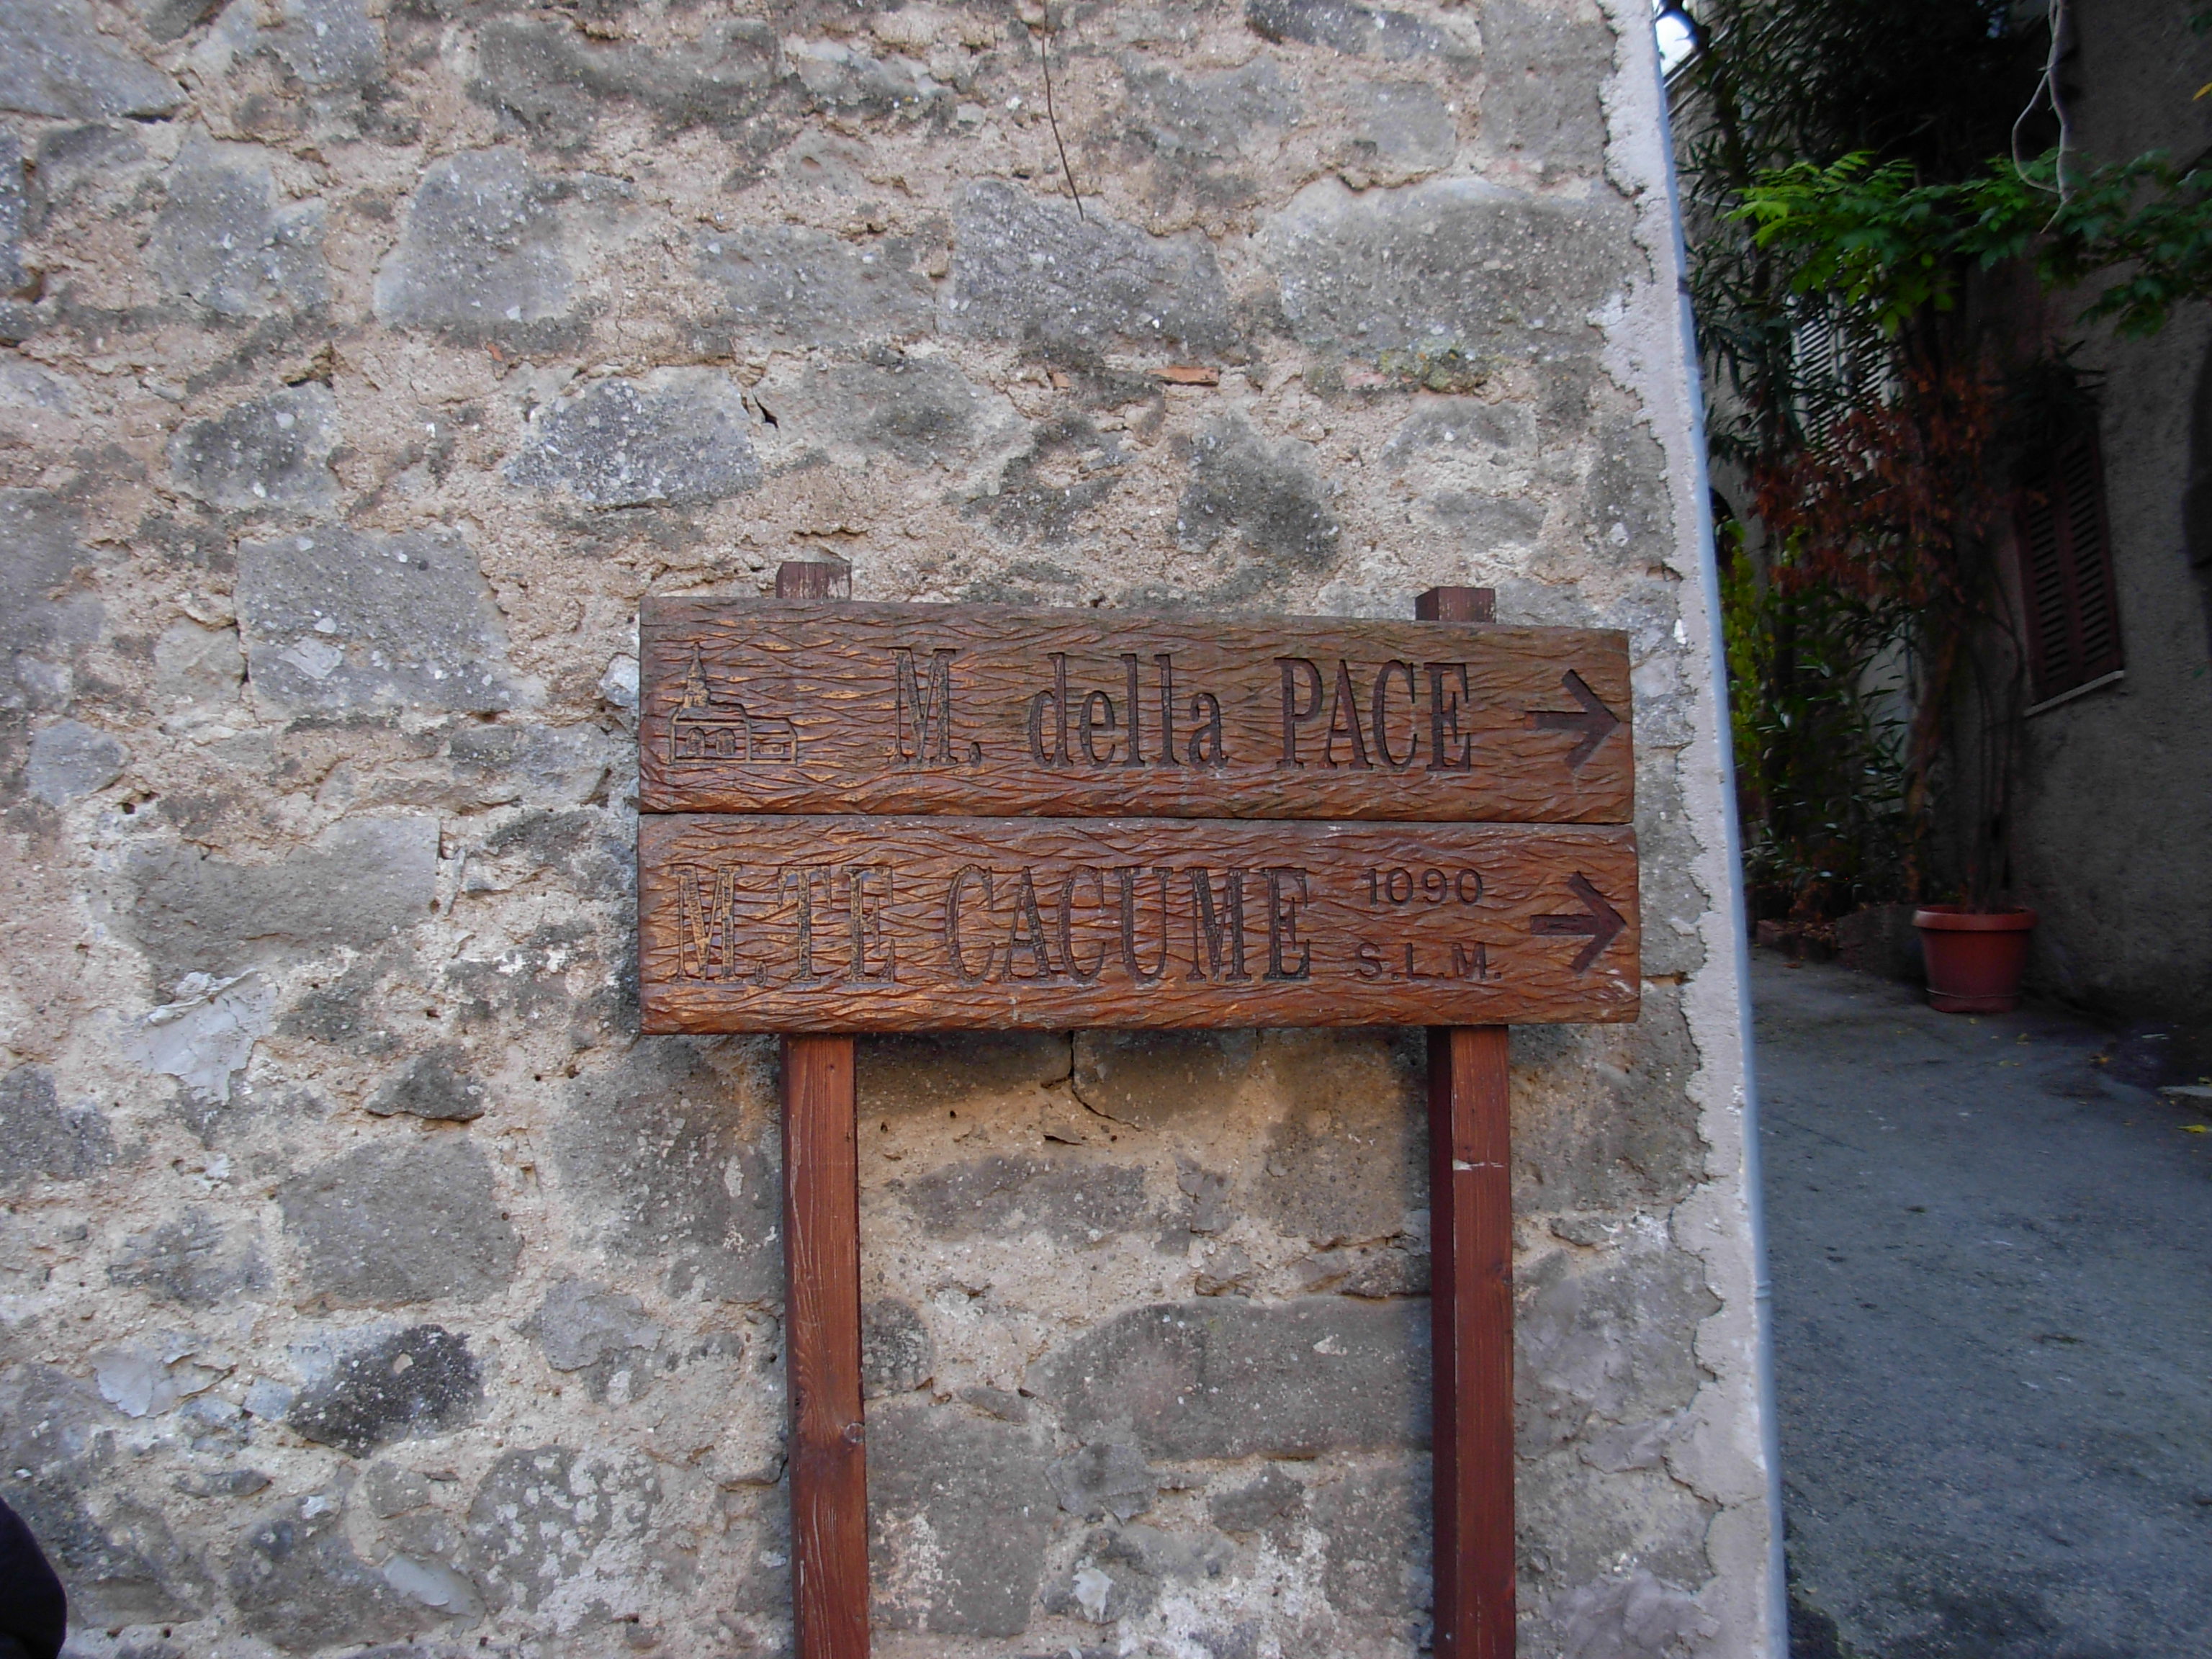 M. della PACE
M.TE CACUME 1090
S.L.M.